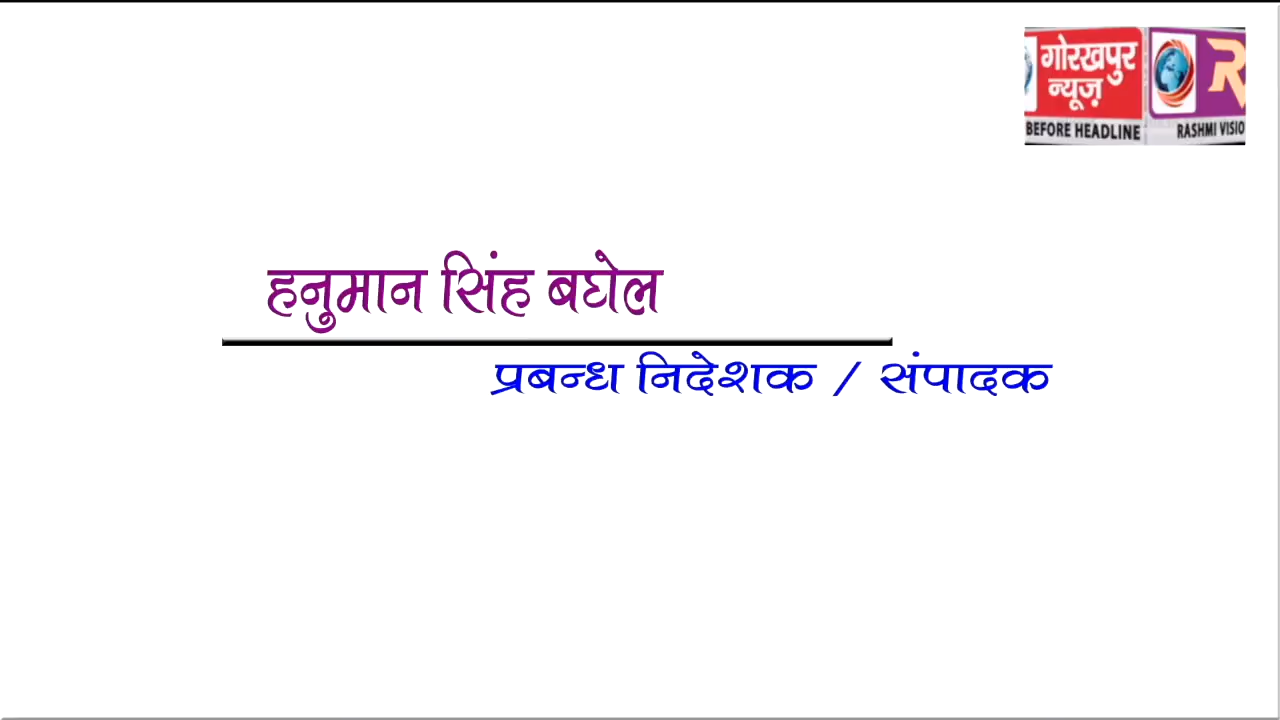 गोरखपुर
न्यूज़
BEFORE HEADLINE
RASHMI VISIO
हनुमान सिंह बघेल
प्रबन्ध निदेशक / संपादक